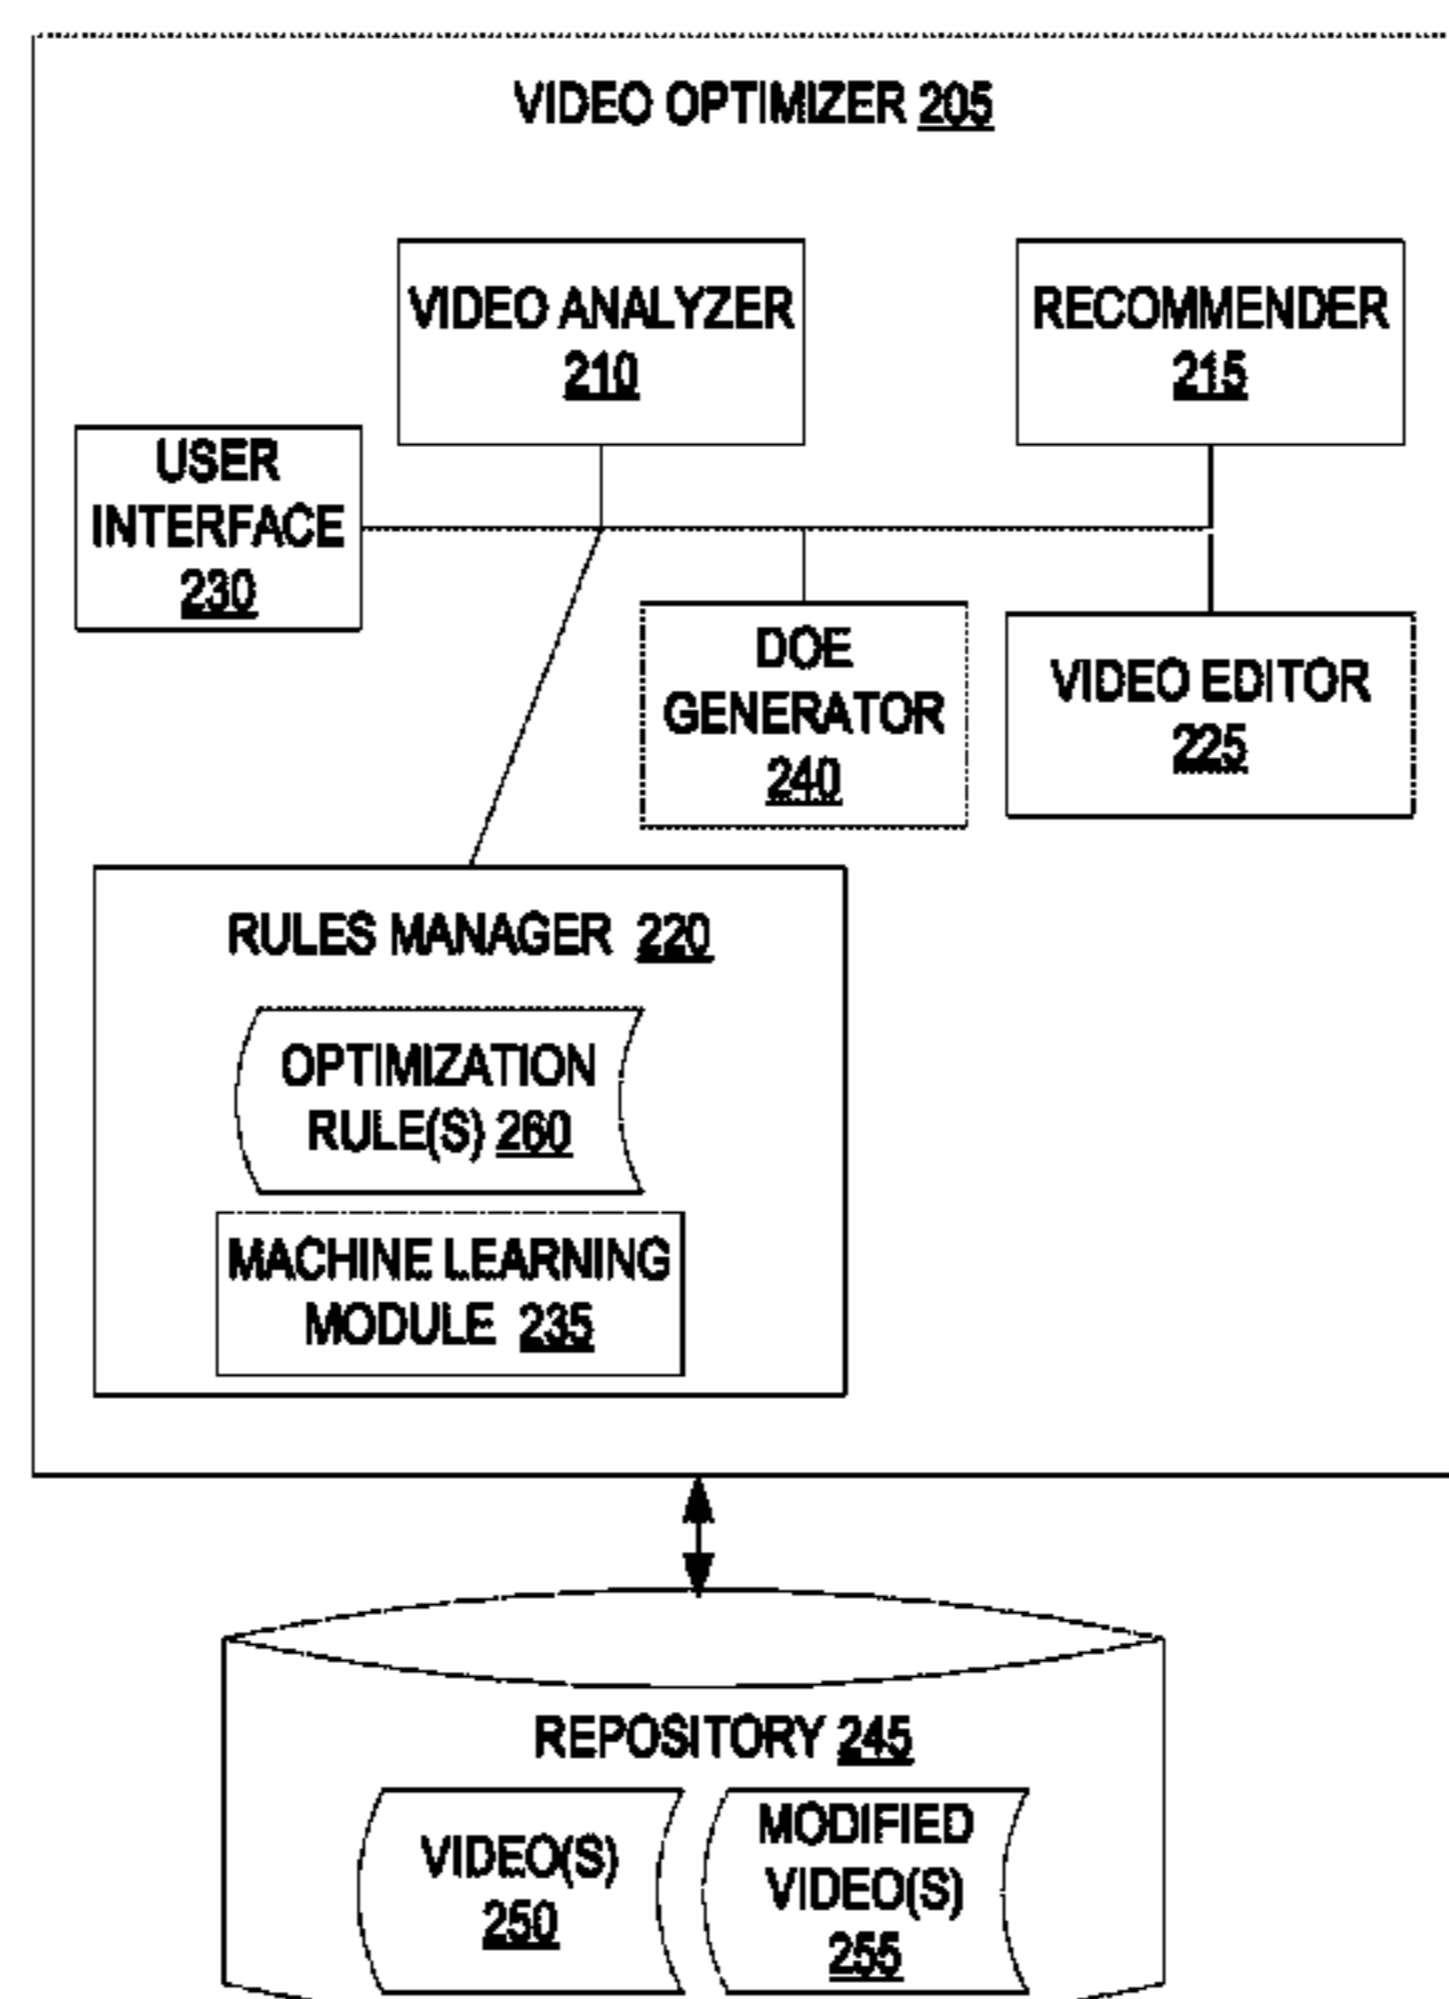 VIDEO OPTIMIZER 205
VIDEO ANALYZER
210
RECOMMENDER
215
USER
INTERFACE
230
DOE
GENERATOR
240
VIDEO EDITOR
225
RULES MANAGER 220
OPTIMIZATION
RULE(S) 260
MACHINE LEARNING
MODULE 235
REPOSITORY 245
VIDEO(S)
250
MODIFIED
VIDEO(S)
255